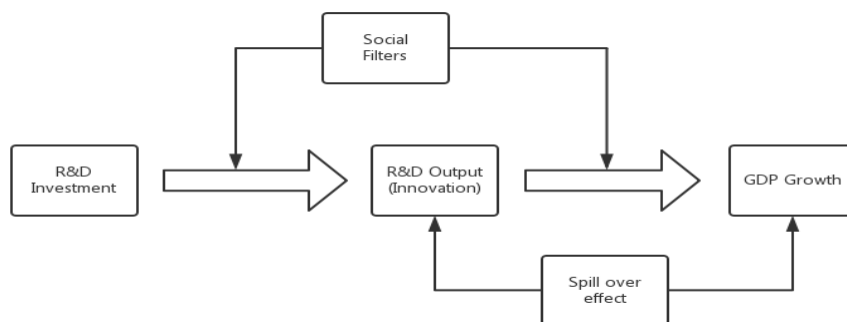 Social
Filters
R&D
Investment
R&D Output
(Innovation)
GDP Growth
Spill over
effect